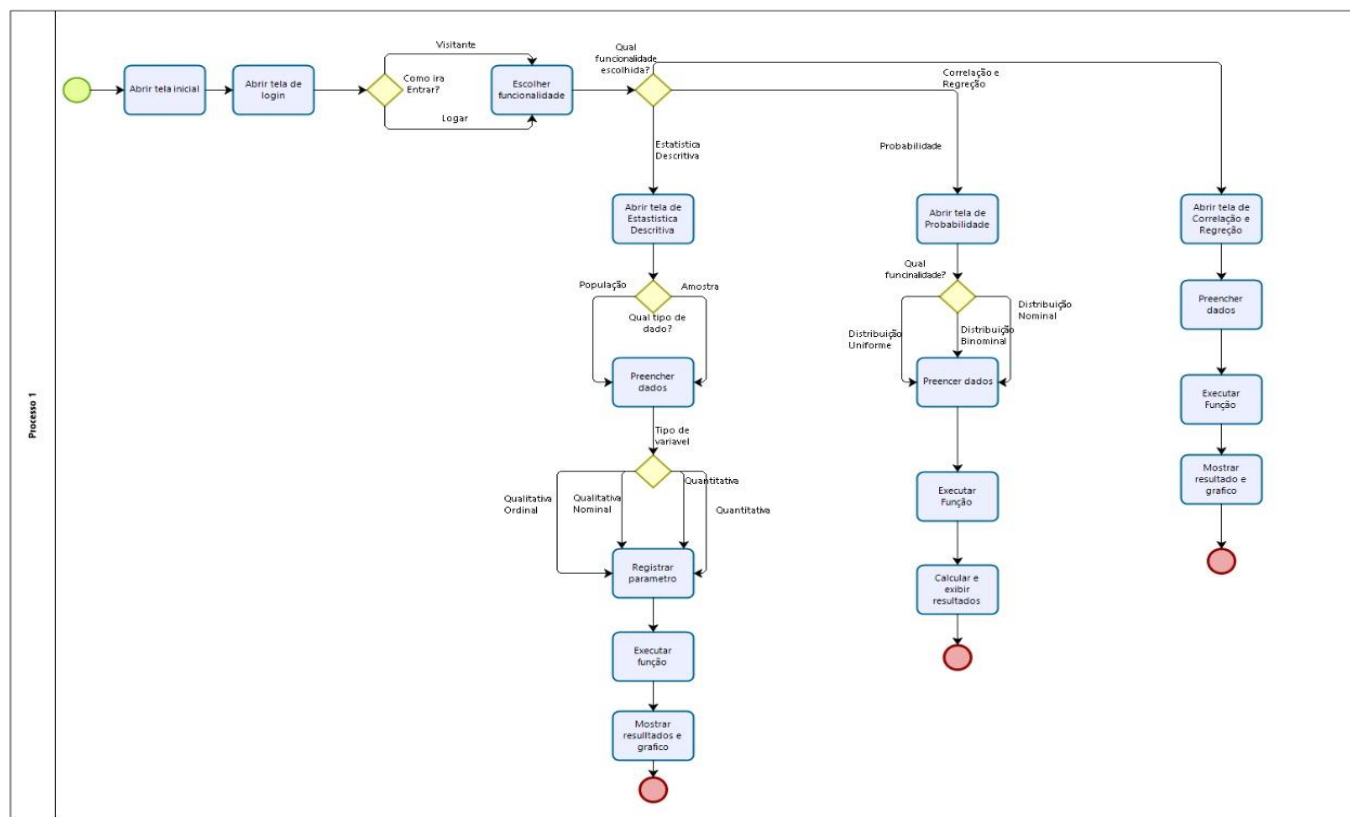 Processo 1
Abrir tela inicial
Abrir tela de
login
Como ira
Entrar?
Visitante
Logar
Escolher
funcionalidade
Qual
funcionalidade
escolhida?
Correlação e
Regreção
Estatistica
Descritiva
Probabilidade
Abrir tela de
Estastistica
Descritiva
População
Amostra
Qual tipo de
dado?
Preencher
dados
Tipo de
variavel
Qualitativa
Ordinal
Qualitativa
Nominal
Quantitativa
Quantitativa
Registrar
parametro
Executar
função
Mostrar
resulltados e
grafico
Abrir tela de
Probabilidade
Qual
funcinalidade?
Distribuição
Uniforme
Distribuição
Binominal
Distribuição
Nominal
Preencer dados
Executar
Função
Calcular e
exibir
resultados
Abrir tela de
Correlação e
Regreção
Preencher
dados
Executar
Função
Mostrar
resultado e
grafico